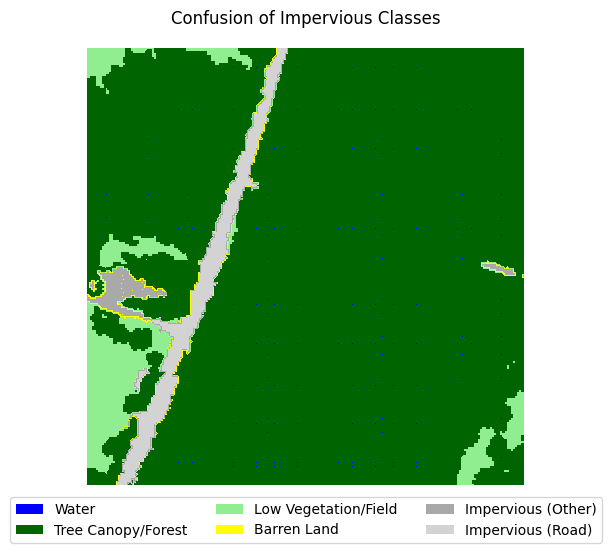 Confusion of Impervious Classes
Water
Low Vegetation/Field
Impervious (Other)
Tree Canopy/Forest
Barren Land
Impervious (Road)